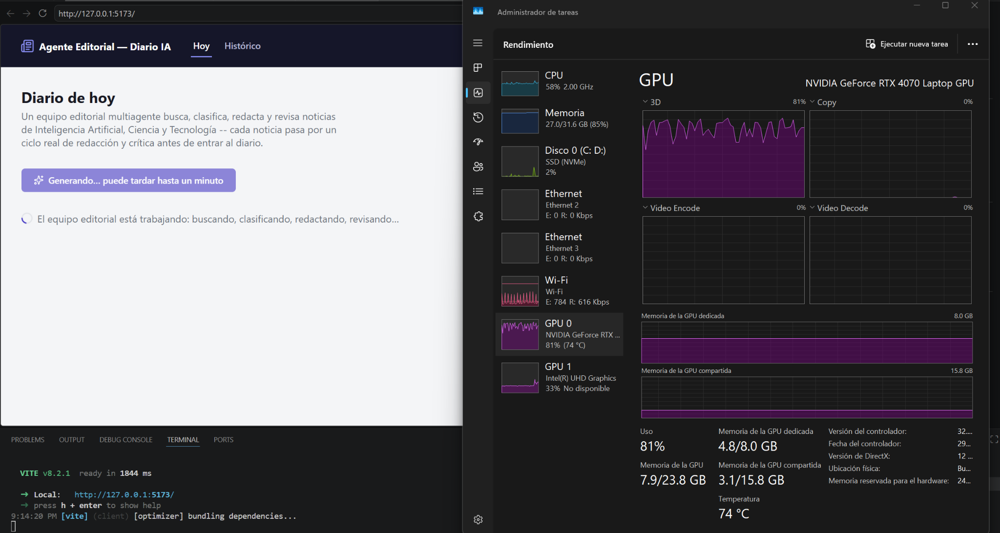 http://127.0.0.1:5173/
Agente Editorial — Diario IA
Hoy
Histórico
Diario de hoy
Un equipo editorial multiagente busca, clasifica, redacta y revisa noticias
de Inteligencia Artificial, Ciencia y Tecnología -- cada noticia pasa por un
ciclo real de redacción y crítica antes de entrar al diario.
Generando... puede tardar hasta un minuto
El equipo editorial está trabajando: buscando, clasificando, redactando, revisando...
PROBLEMS
OUTPUT
DEBUG CONSOLE
TERMINAL
PORTS
VITE v8.2.1 ready in 1844 ms
➜ Local: http://127.0.0.1:5173/
➜ press h + enter to show help
9:14:20 PM [vite] (client) [optimizer] bundling dependencies...
Administrador de tareas
Rendimiento
Ejecutar nueva tarea
CPU
58% 2.00 GHz
Memoria
27.0/31.6 GB (85%)
Disco 0 (C: D:)
SSD (NVMe)
2%
Ethernet
Ethernet 2
E: 0 R: 0 Kbps
Ethernet
Ethernet 3
E: 0 R: 0 Kbps
Wi-Fi
Wi-Fi
E: 784 R: 616 Kbps
GPU 0
NVIDIA GeForce RTX ...
81% (74 °C)
GPU 1
Intel(R) UHD Graphics
33% No disponible
GPU
NVIDIA GeForce RTX 4070 Laptop GPU
3D 81%
Copy 0%
Video Encode 0%
Video Decode 0%
Memoria de la GPU dedicada 8.0 GB
Memoria de la GPU compartida 15.8 GB
Uso
81%
Memoria de la GPU dedicada
4.8/8.0 GB
Memoria de la GPU
7.9/23.8 GB
Memoria de la GPU compartida
3.1/15.8 GB
Temperatura
74 °C
Versión del controlador: 32....
Fecha del controlador: 29...
Versión de DirectX: 12 ...
Ubicación física: Bu...
Memoria reservada para el hardware: 24...